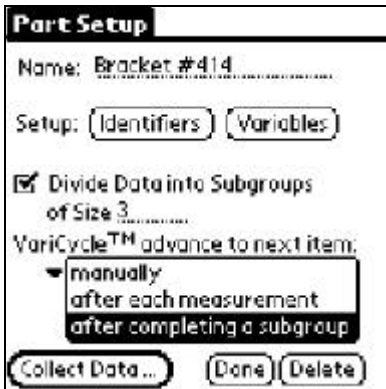 Part Setup
Name: Bracket #414
Setup: Identifiers Variables
Divide Data into Subgroups
of Size 3
VariCycle™ advance to next item:
manually
after each measurement
after completing a subgroup
Collect Data... Done Delete